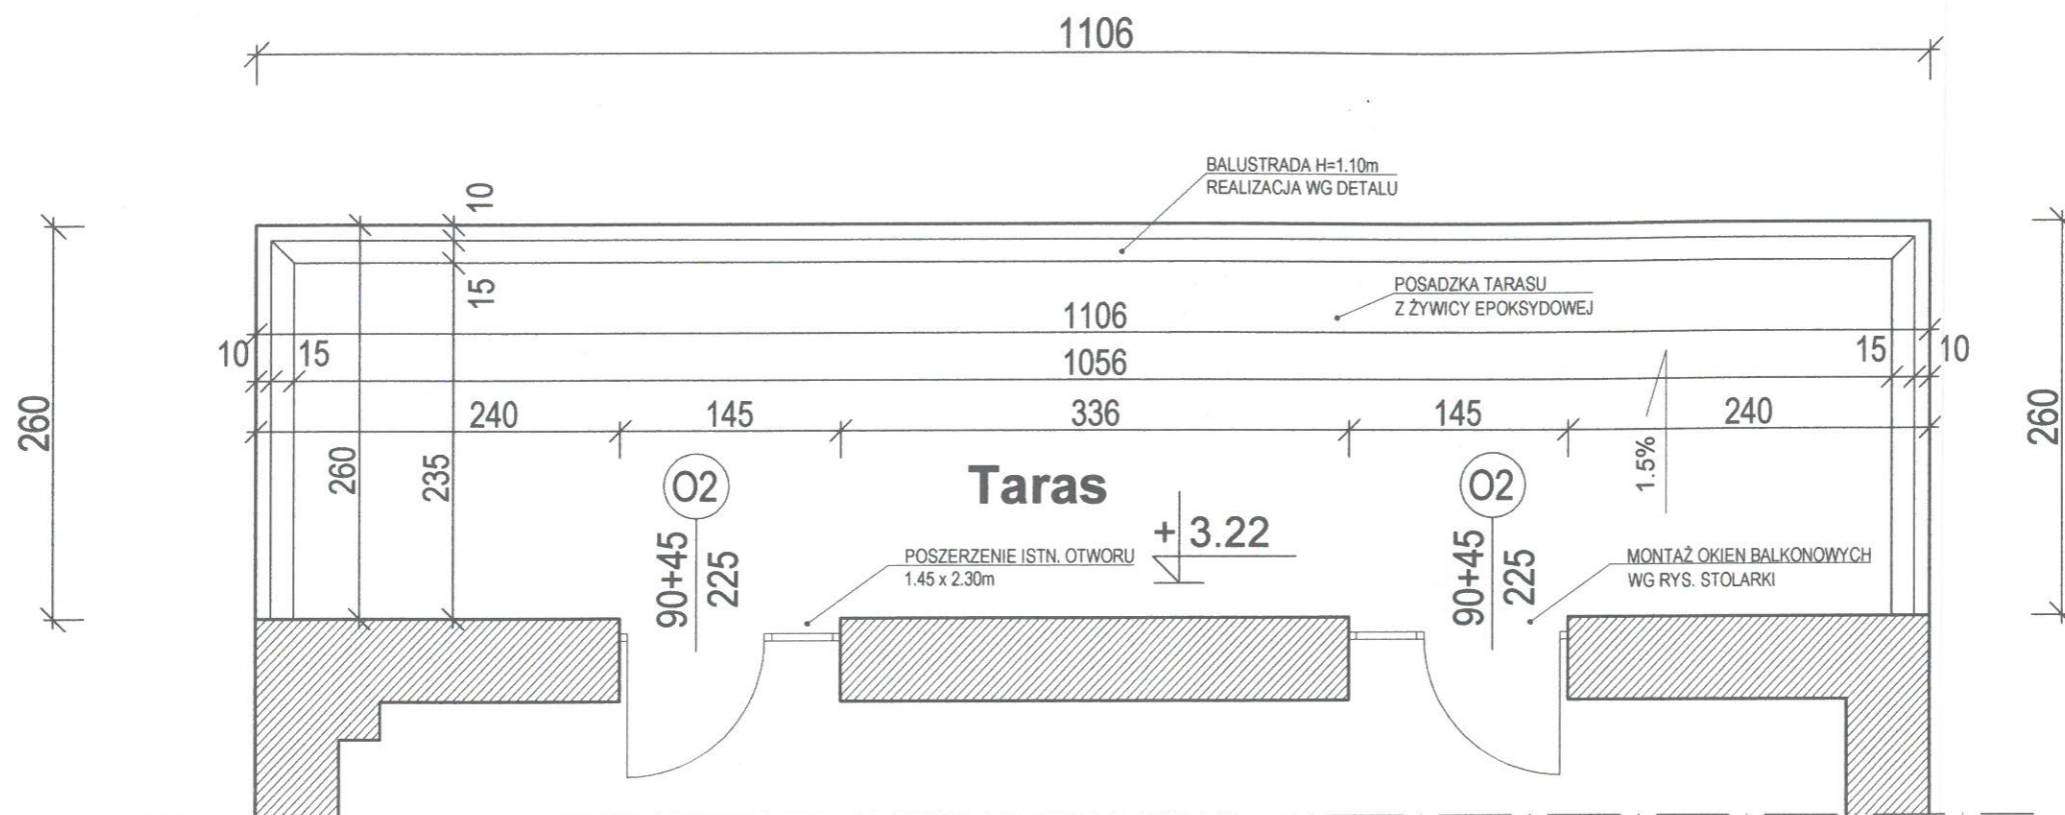 1106
BALUSTRADA H=1.10m
REALIZACJA WG DETALU
10
15
POSADZKA TARASU
Z ŻYWICY EPOKSYDOWEJ
1106
10
15
1056
15
10
260
240
145
336
145
240
260
260
235
1.5%
O2
90+45
225
Taras
+ 3.22
O2
90+45
225
POSZERZENIE ISTN. OTWORU
1.45 x 2.30m
MONTAŻ OKIEN BALKONOWYCH
WG RYS. STOLARKI